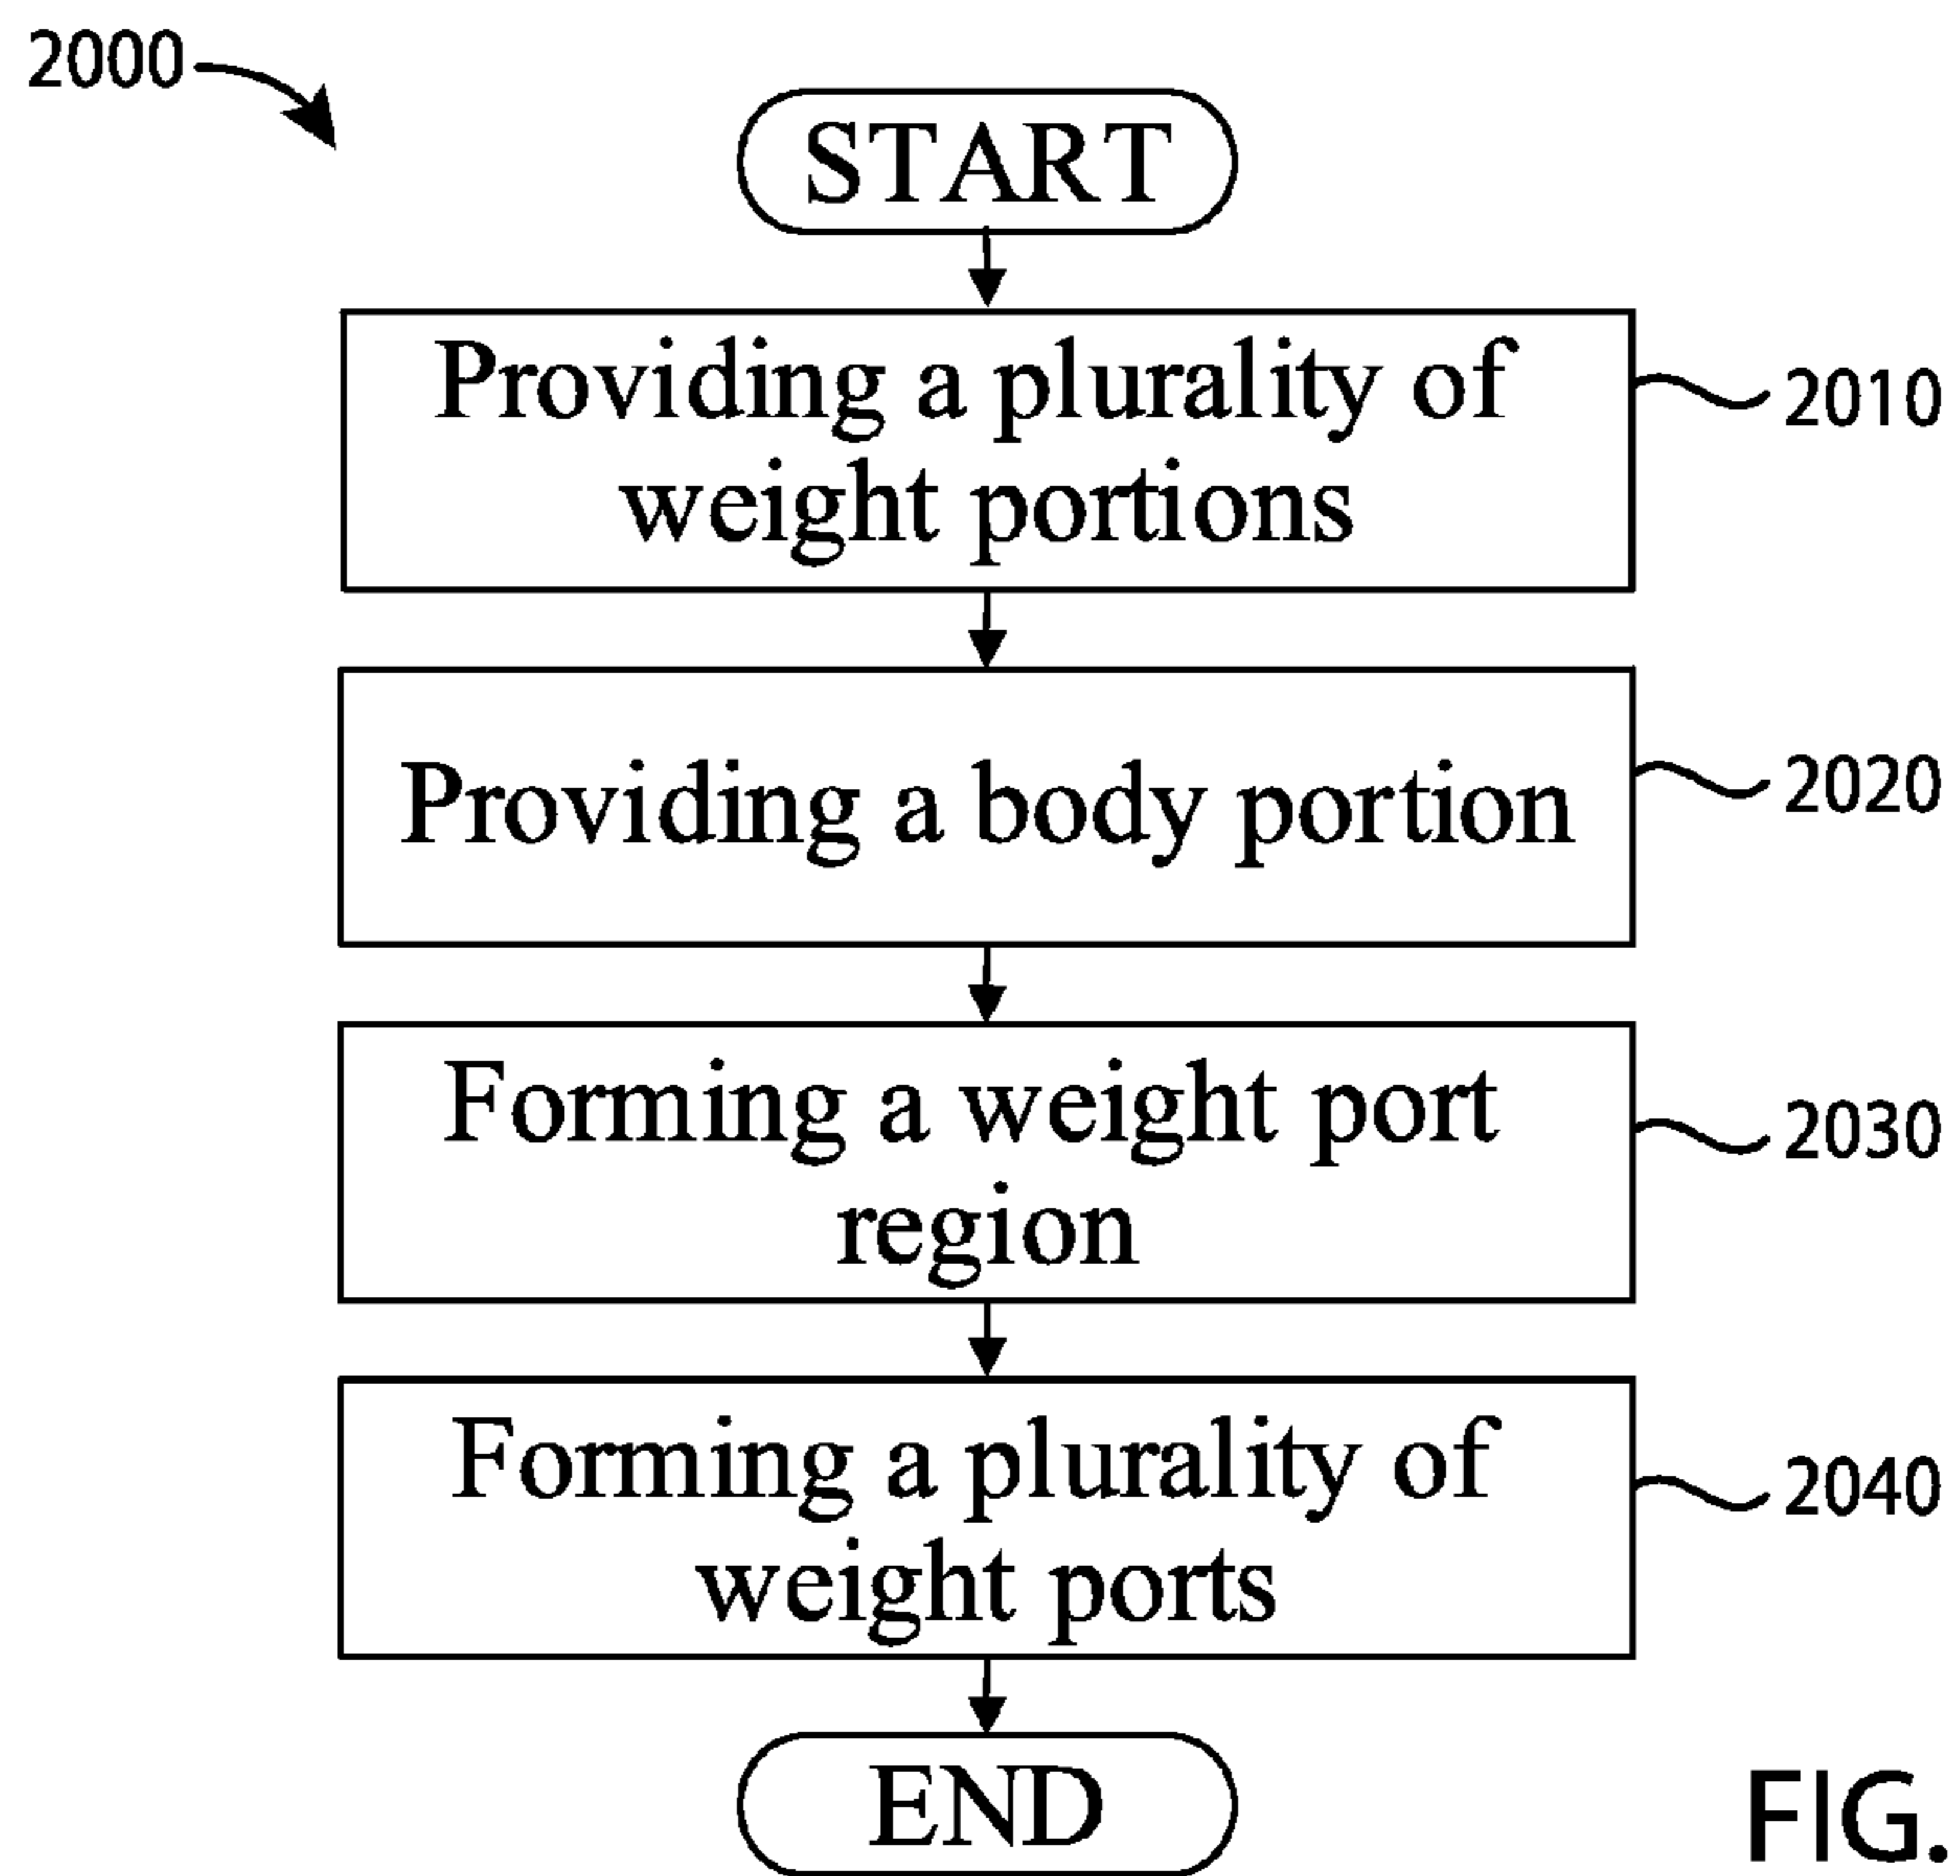 2000
START
Providing a plurality of
weight portions
2010
Providing a body portion
2020
Forming a weight port
region
2030
Forming a plurality of
weight ports
2040
END
FIG.